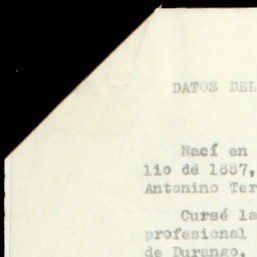 DATOS DEL
Nací en
lio de 1887,
Antonino Ter
Cursé la
profesional
de Durango.